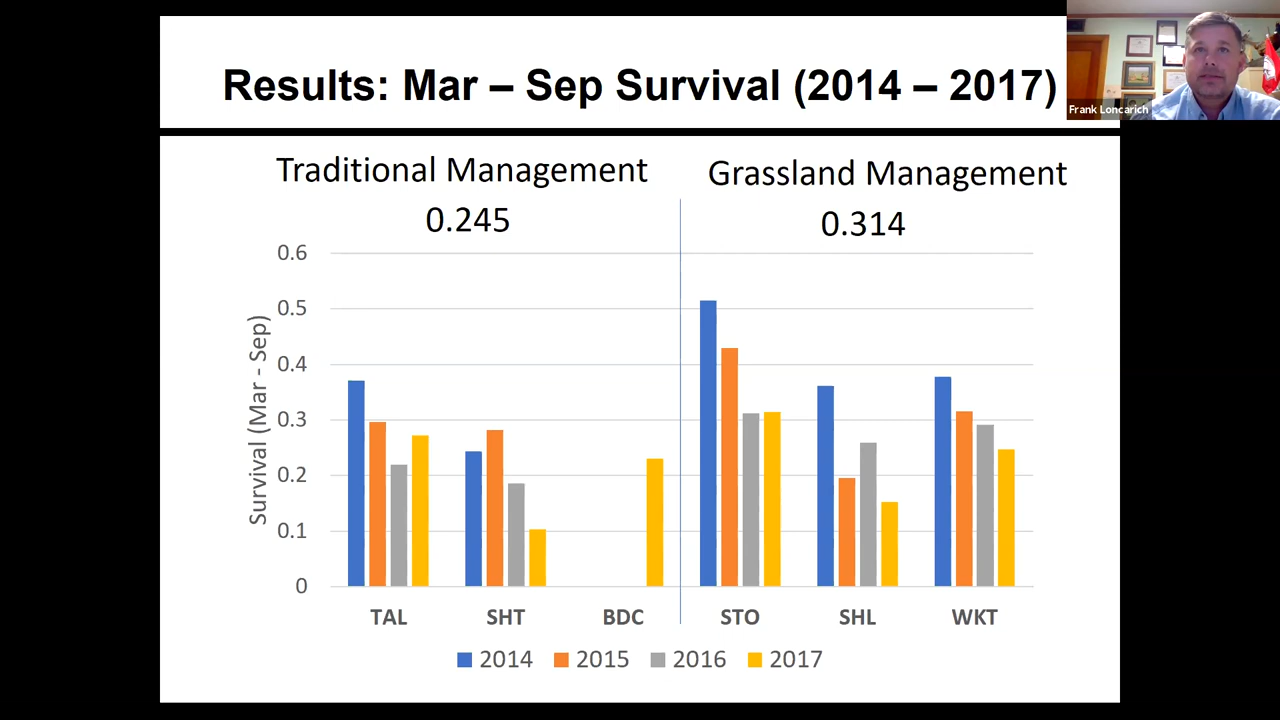 Results: Mar – Sep Survival (2014 – 2017)
Frank Loncarich
Traditional Management
0.245
Grassland Management
0.314
Survival (Mar - Sep)
0.6
0.5
0.4
0.3
0.2
0.1
0
TAL SHT BDC STO SHL WKT
2014 2015 2016 2017